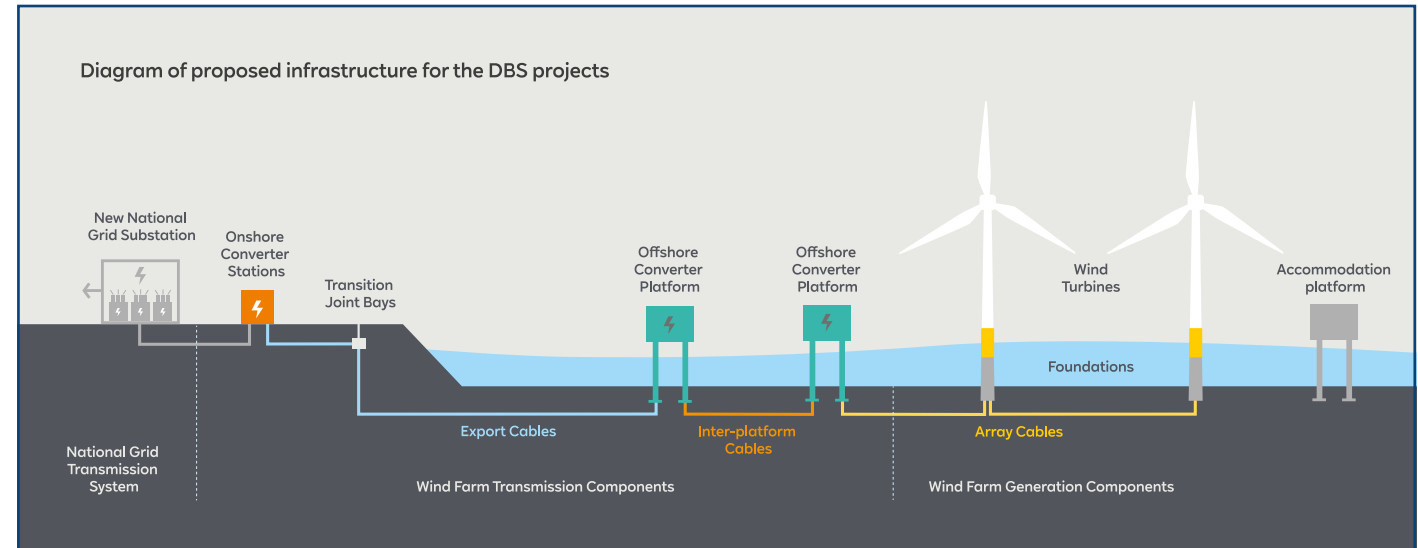 Diagram of proposed infrastructure for the DBS projects
New National
Grid Substation
Onshore
Converter
Stations
Transition
Joint Bays
Offshore
Converter
Platform
Offshore
Converter
Platform
Wind
Turbines
Accommodation
platform
Foundations
Export Cables
Inter-platform
Cables
Array Cables
National Grid
Transmission
System
Wind Farm Transmission Components
Wind Farm Generation Components